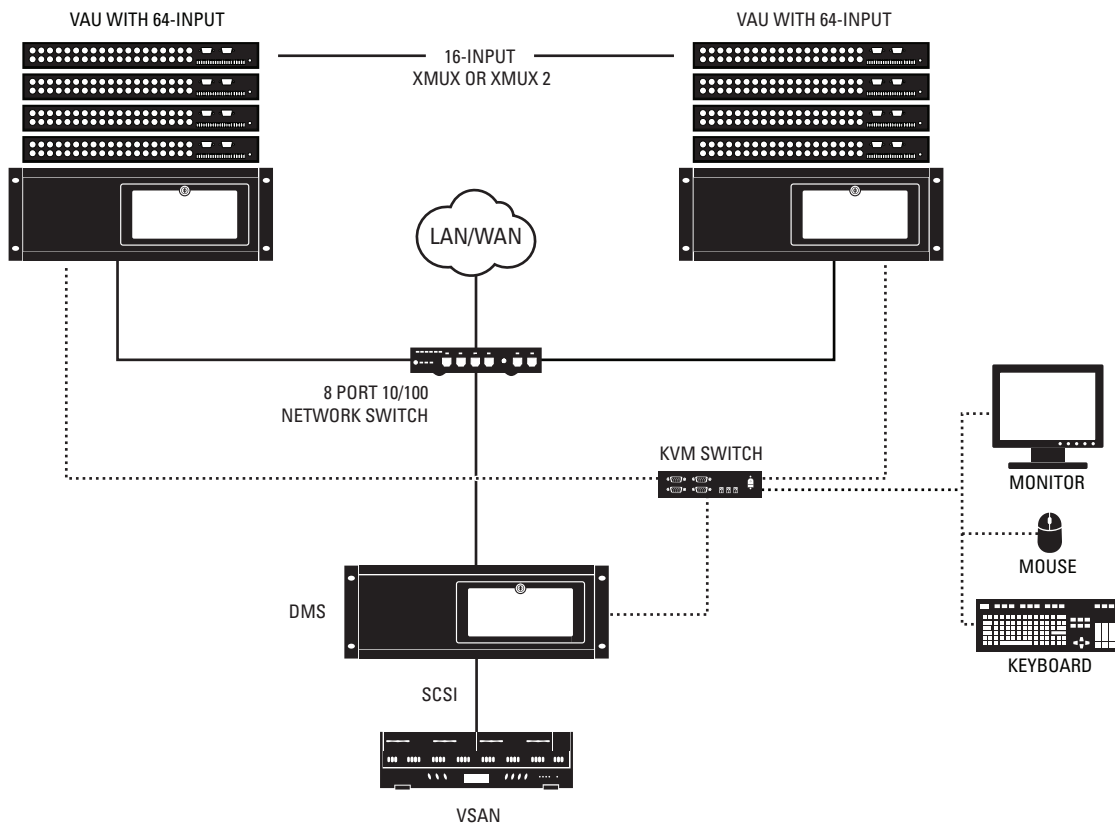 VAU WITH 64-INPUT
VAU WITH 64-INPUT
16-INPUT
XMUX OR XMUX 2
LAN/WAN
8 PORT 10/100
NETWORK SWITCH
KVM SWITCH
MONITOR
MOUSE
KEYBOARD
DMS
SCSI
VSAN